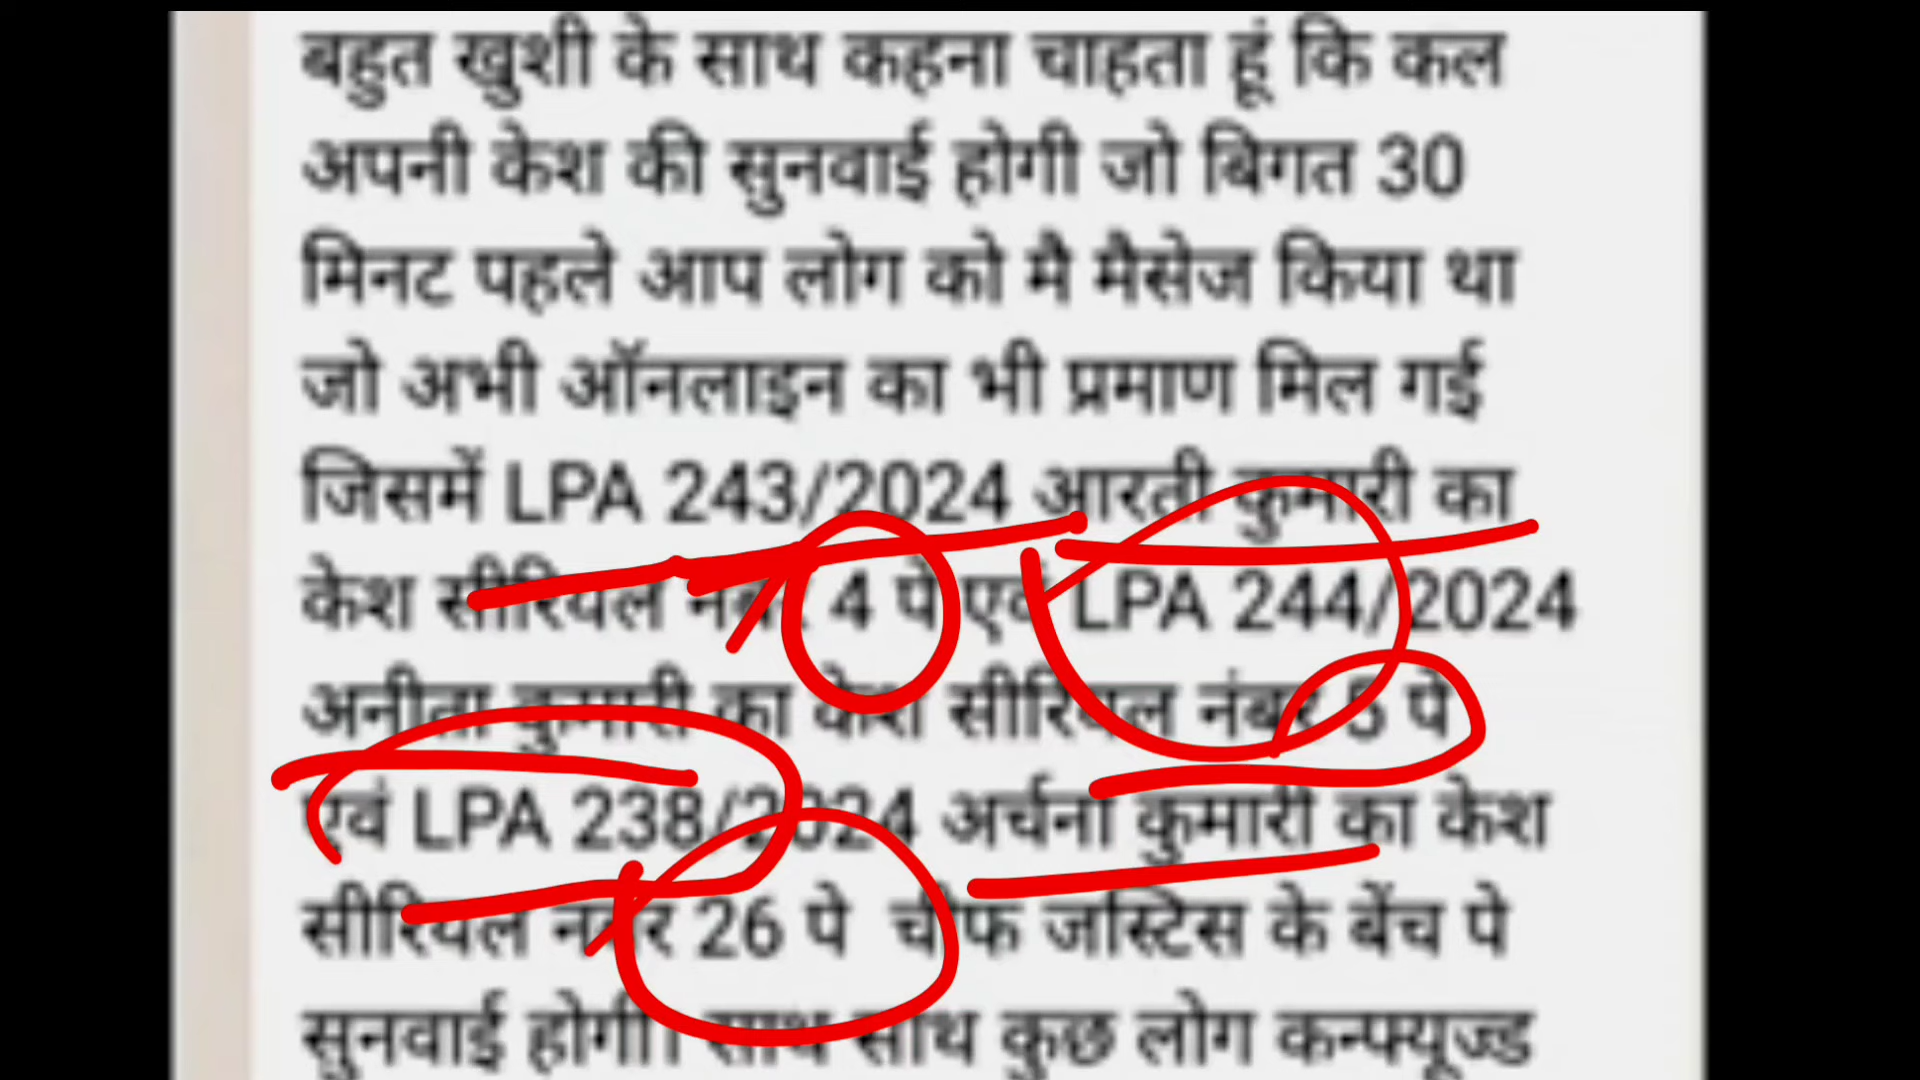 बहुत खुशी के साथ कहना चाहता हूं कि कल
अपनी केश की सुनवाई होगी जो बिगत 30
मिनट पहले आप लोग को मै मैसेज किया था
जो अभी ऑनलाइन का भी प्रमाण मिल गई
जिसमें LPA 243/2024 आरती कुमारी का
केश सीरियल नंबर 4 पे एवं LPA 244/2024
अनीता कुमारी का केश सीरियल नंबर 5 पे
एवं LPA 238/2024 अर्चना कुमारी का केश
सीरियल नंबर 26 पे चीफ जस्टिस के बेंच पे
सुनवाई होगी। साथ साथ कुछ लोग कन्फ्यूज्ड